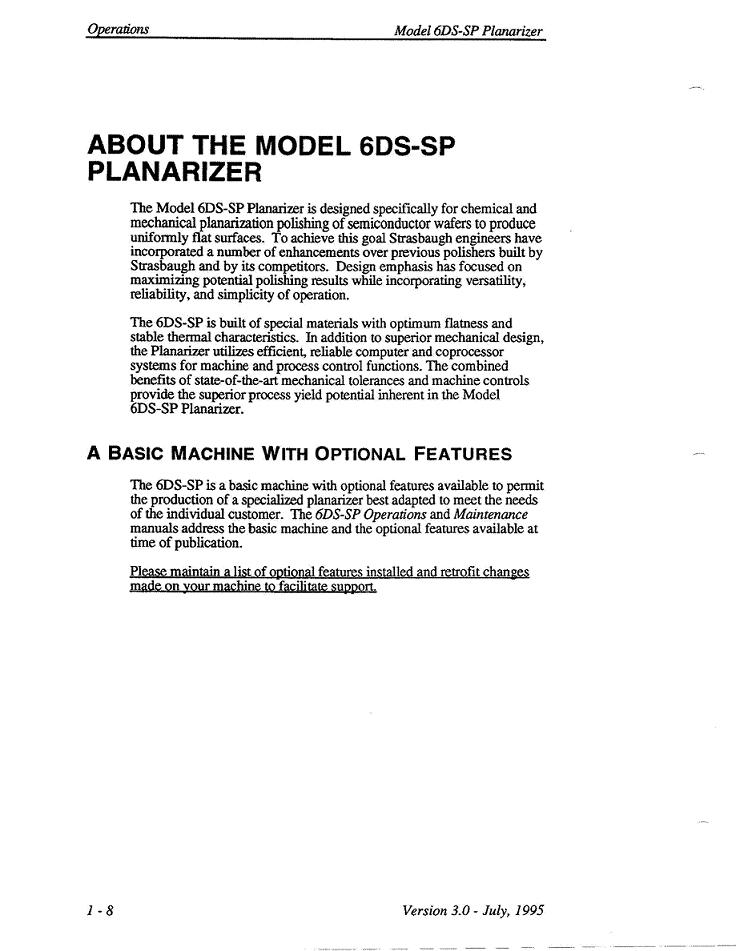 Operations Model 6DS-SP Planarizer
ABOUT THE MODEL 6DS-SP
PLANARIZER
The Model 6DS-SP Planarizer is designed specifically for chemical and
mechanical planarization polishing of semiconductor wafers to produce
uniformly flat surfaces. To achieve this goal Strasbaugh engineers have
incorporated a number of enhancements over previous polishers built by
Strasbaugh and by its competitors. Design emphasis has focused on
maximizing potential polishing results while incorporating versatility,
reliability, and simplicity of operation.
The 6DS-SP is built of special materials with optimum flatness and
stable thermal characteristics. In addition to superior mechanical design,
the Planarizer utilizes efficient, reliable computer and coprocessor
systems for machine and process control functions. The combined
benefits of state-of-the-art mechanical tolerances and machine controls
provide the superior process yield potential inherent in the Model
6DS-SP Planarizer.
A BASIC MACHINE WITH OPTIONAL FEATURES
The 6DS-SP is a basic machine with optional features available to permit
the production of a specialized planarizer best adapted to meet the needs
of the individual customer. The 6DS-SP Operations and Maintenance
manuals address the basic machine and the optional features available at
time of publication.
Please maintain a list of optional features installed and retrofit changes
made on your machine to facilitate support.
1 - 8 Version 3.0 - July, 1995